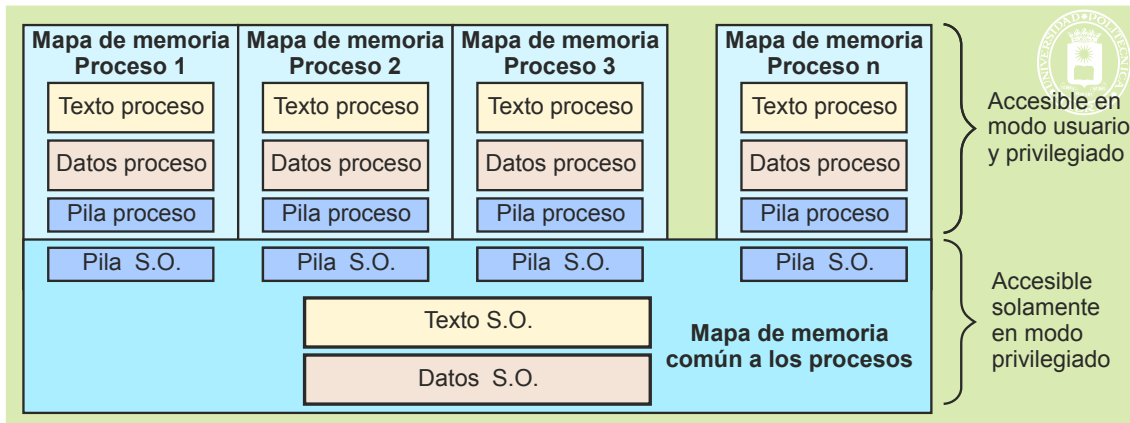 Mapa de memoria
Proceso 1
Mapa de memoria
Proceso 2
Mapa de memoria
Proceso 3
Mapa de memoria
Proceso n
Texto proceso
Texto proceso
Texto proceso
Texto proceso
Datos proceso
Datos proceso
Datos proceso
Datos proceso
Pila proceso
Pila proceso
Pila proceso
Pila proceso
Accesible en
modo usuario
y privilegiado
Pila S.O.
Pila S.O.
Pila S.O.
Pila S.O.
Texto S.O.
Datos S.O.
Mapa de memoria
común a los procesos
Accesible
solamente
en modo
privilegiado
UNIVERSIDAD POLITECNICA